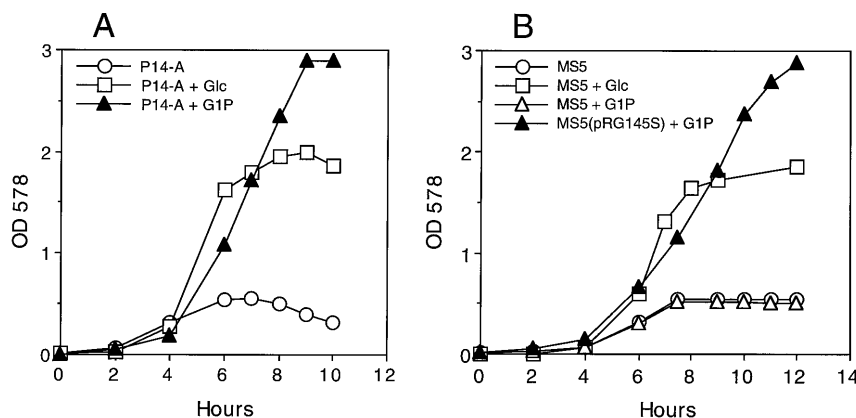 A
P14-A
P14-A + Glc
P14-A + G1P
3
2
1
0
OD 578
0 2 4 6 8 10 12
Hours
B
MS5
MS5 + Glc
MS5 + G1P
MS5(pRG145S) + G1P
3
2
1
0
OD 578
0 2 4 6 8 10 12 14
Hours